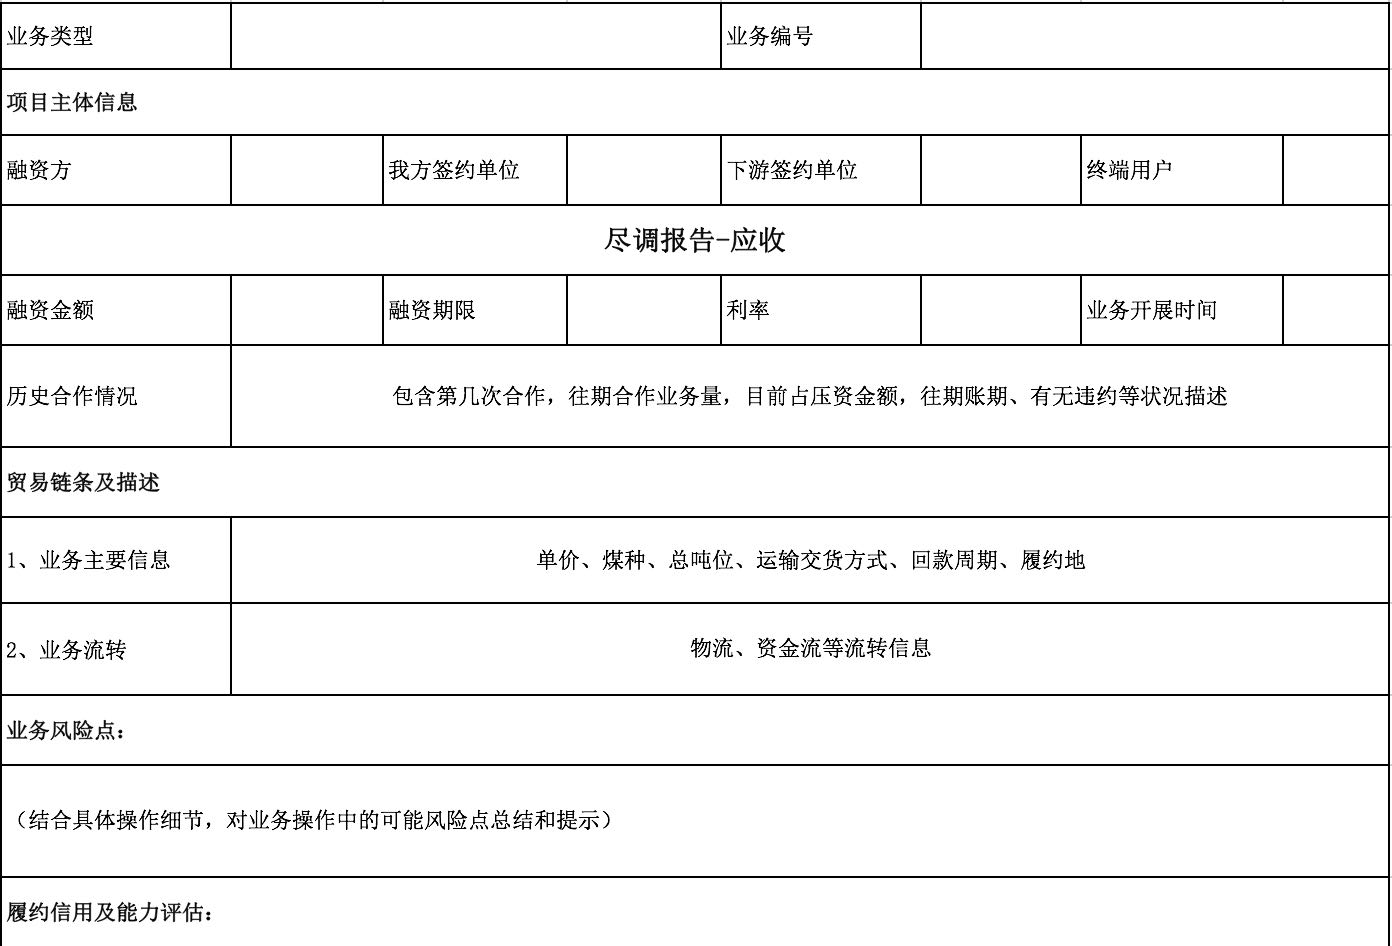 业务类型 业务编号
项目主体信息
融资方 我方签约单位 下游签约单位 终端用户
尽调报告-应收
融资金额 融资期限 利率 业务开展时间
历史合作情况 包含第几次合作，往期合作业务量，目前占压资金额，往期账期、有无违约等状况描述
贸易链条及描述
1、业务主要信息 单价、煤种、总吨位、运输交货方式、回款周期、履约地
2、业务流转 物流、资金流等流转信息
业务风险点：
（结合具体操作细节，对业务操作中的可能风险点总结和提示）
履约信用及能力评估：